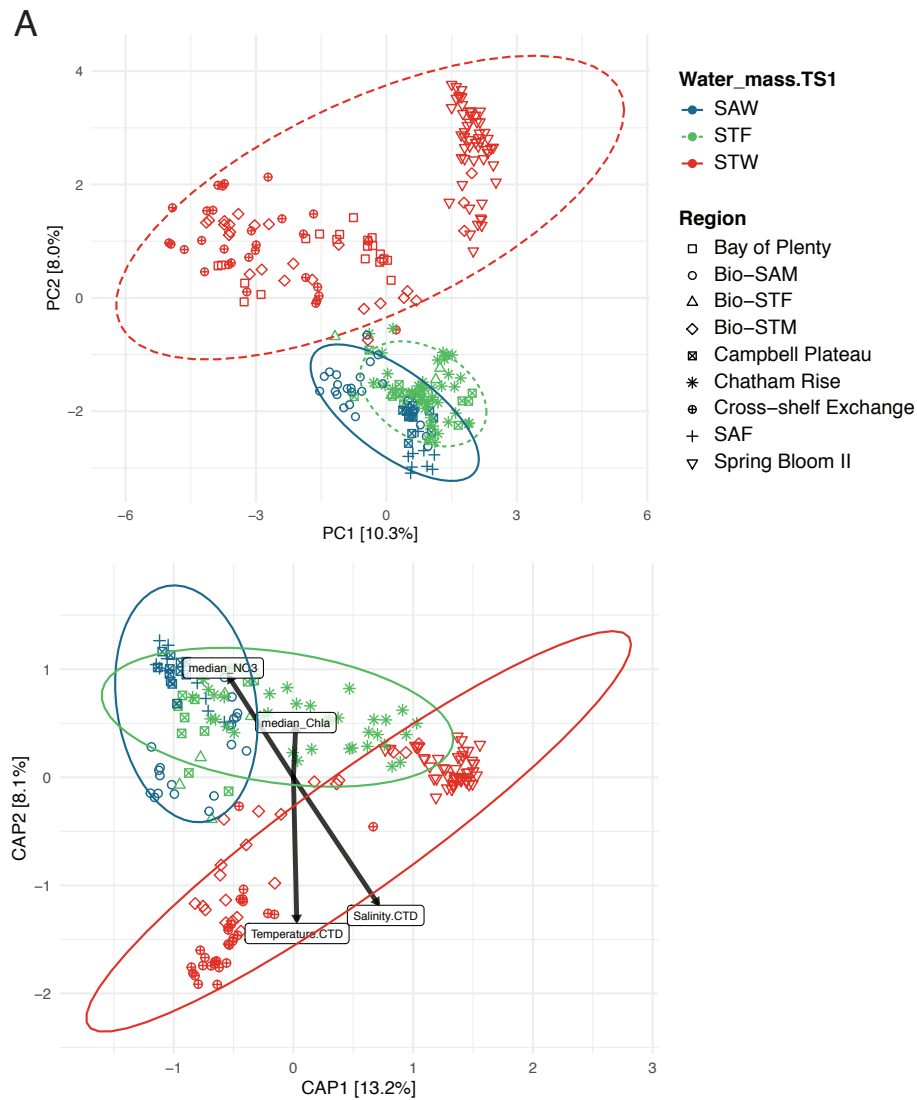 A
4
2
0
−2
PC2 [8.0%]
−6
−3
0
3
6
PC1 [10.3%]
Water_mass.TS1
SAW
STF
STW
Region
Bay of Plenty
Bio−SAM
Bio−STF
Bio−STM
Campbell Plateau
Chatham Rise
Cross−shelf Exchange
SAF
Spring Bloom II
1
0
−1
−2
CAP2 [8.1%]
median_NO3
median_Chla
Salinity.CTD
Temperature.CTD
−1
0
1
2
3
CAP1 [13.2%]